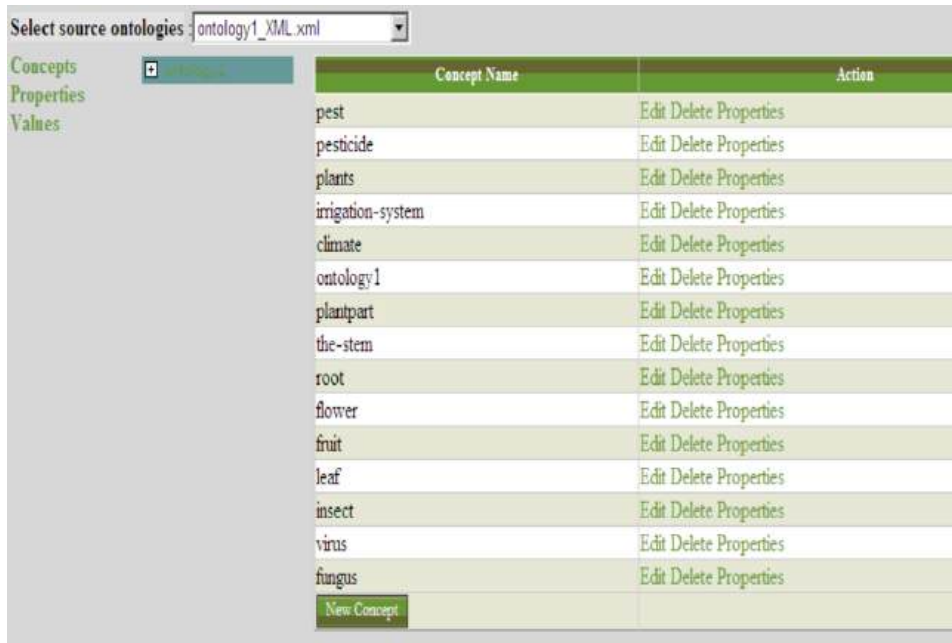 Select source ontologies : ontology1_XML.xml
Concepts
Properties
Values
Concept Name Action
pest Edit Delete Properties
pesticide Edit Delete Properties
plants Edit Delete Properties
irrigation-system Edit Delete Properties
climate Edit Delete Properties
ontology1 Edit Delete Properties
plantpart Edit Delete Properties
the-stem Edit Delete Properties
root Edit Delete Properties
flower Edit Delete Properties
fruit Edit Delete Properties
leaf Edit Delete Properties
insect Edit Delete Properties
virus Edit Delete Properties
fungus Edit Delete Properties
New Concept